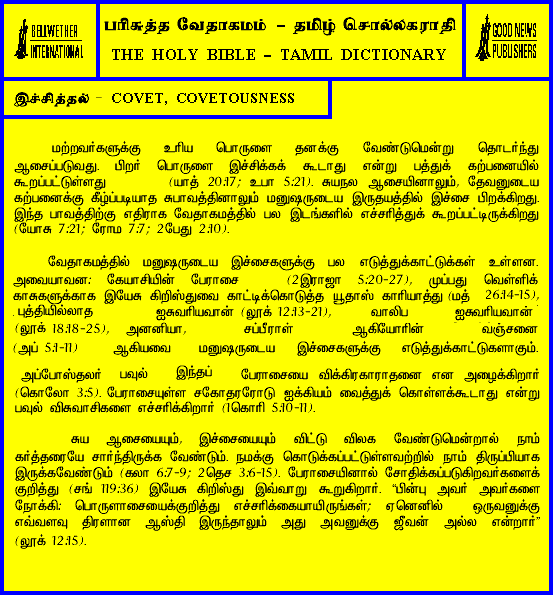 BELLWETHER
INTERNATIONAL
பரிசுத்த வேதாகமம் – தமிழ் சொல்லகராதி
THE HOLY BIBLE – TAMIL DICTIONARY
GOOD NEWS
PUBLISHERS
இச்சித்தல் – COVET, COVETOUSNESS
மற்றவர்களுக்கு உரிய பொருளை தனக்கு வேண்டுமென்று தொடர்ந்து
ஆசைப்படுவது. பிறர் பொருளை இச்சிக்கக் கூடாது என்று பத்துக் கற்பனையில்
கூறப்பட்டுள்ளது (யாத் 20:17; உபா 5:21). சுயநல ஆசையினாலும், தேவனுடைய
கற்பனைக்கு கீழ்ப்படியாத சுபாவத்தினாலும் மனுஷருடைய இருதயத்தில் இச்சை பிறக்கிறது.
இந்த பாவத்திற்கு எதிராக வேதாகமத்தில் பல இடங்களில் எச்சரித்துக் கூறப்பட்டிருக்கிறது
(யோசு 7:21; ரோம 7:7; 2பேது 2:10).
வேதாகமத்தில் மனுஷருடைய இச்சைகளுக்கு பல எடுத்துக்காட்டுக்கள் உள்ளன.
அவையாவன: கேயாசியின் பேராசை (2இராஜா 5:20-27), முப்பது வெள்ளிக்
காசுகளுக்காக இயேசு கிறிஸ்துவை காட்டிக்கொடுத்த யூதாஸ் காரியாத்து (மத் 26:14-15),
புத்தியில்லாத ஐசுவரியவான் (லூக் 12:13-21), வாலிப ஐசுவரியவான்
(லூக் 18:18-25), அனனியா, சப்பீராள் ஆகியோரின் வஞ்சனை
(அப் 5:1-11) ஆகியவை மனுஷருடைய இச்சைகளுக்கு எடுத்துக்காட்டுகளாகும்.
அப்போஸ்தலர் பவுல் இந்தப் பேராசையை விக்கிரகாராதனை என அழைக்கிறார்
(கொலோ 3:5). பேராசையுள்ள சகோதரரோடு ஐக்கியம் வைத்துக் கொள்ளக்கூடாது என்று
பவுல் விசுவாசிகளை எச்சரிக்கிறார் (1கொரி 5:10-11).
சுய ஆசையையும், இச்சையையும் விட்டு விலக வேண்டுமென்றால் நாம்
கர்த்தரையே சார்ந்திருக்க வேண்டும். நமக்கு கொடுக்கப்பட்டுள்ளவற்றில் நாம் திருப்பியாக
இருக்கவேண்டும் (கலா 6:7-9; 2தெச 3:6-15). பேராசையினால் சோதிக்கப்படுகிறவர்களைக்
குறித்து (சங் 119:36) இயேசு கிறிஸ்து இவ்வாறு கூறுகிறார். "பின்பு அவர் அவர்களை
நோக்கி: பொருளாசையைக்குறித்து எச்சரிக்கையாயிருங்கள்; ஏனெனில் ஒருவனுக்கு
எவ்வளவு திரளான ஆஸ்தி இருந்தாலும் அது அவனுக்கு ஜீவன் அல்ல என்றார்"
(லூக் 12:15).